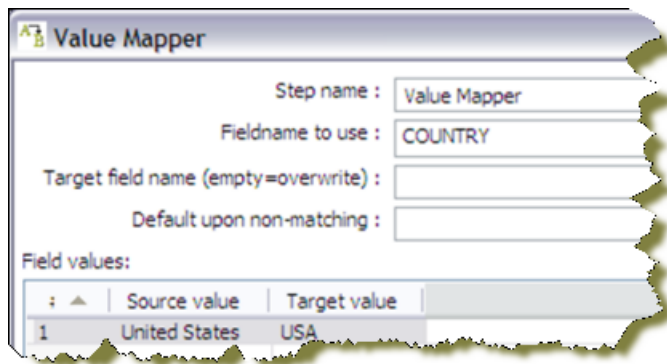 Value Mapper
Step name : Value Mapper
Fieldname to use : COUNTRY
Target field name (empty=overwrite) :
Default upon non-matching :
Field values:
: Source value Target value
1 United States USA